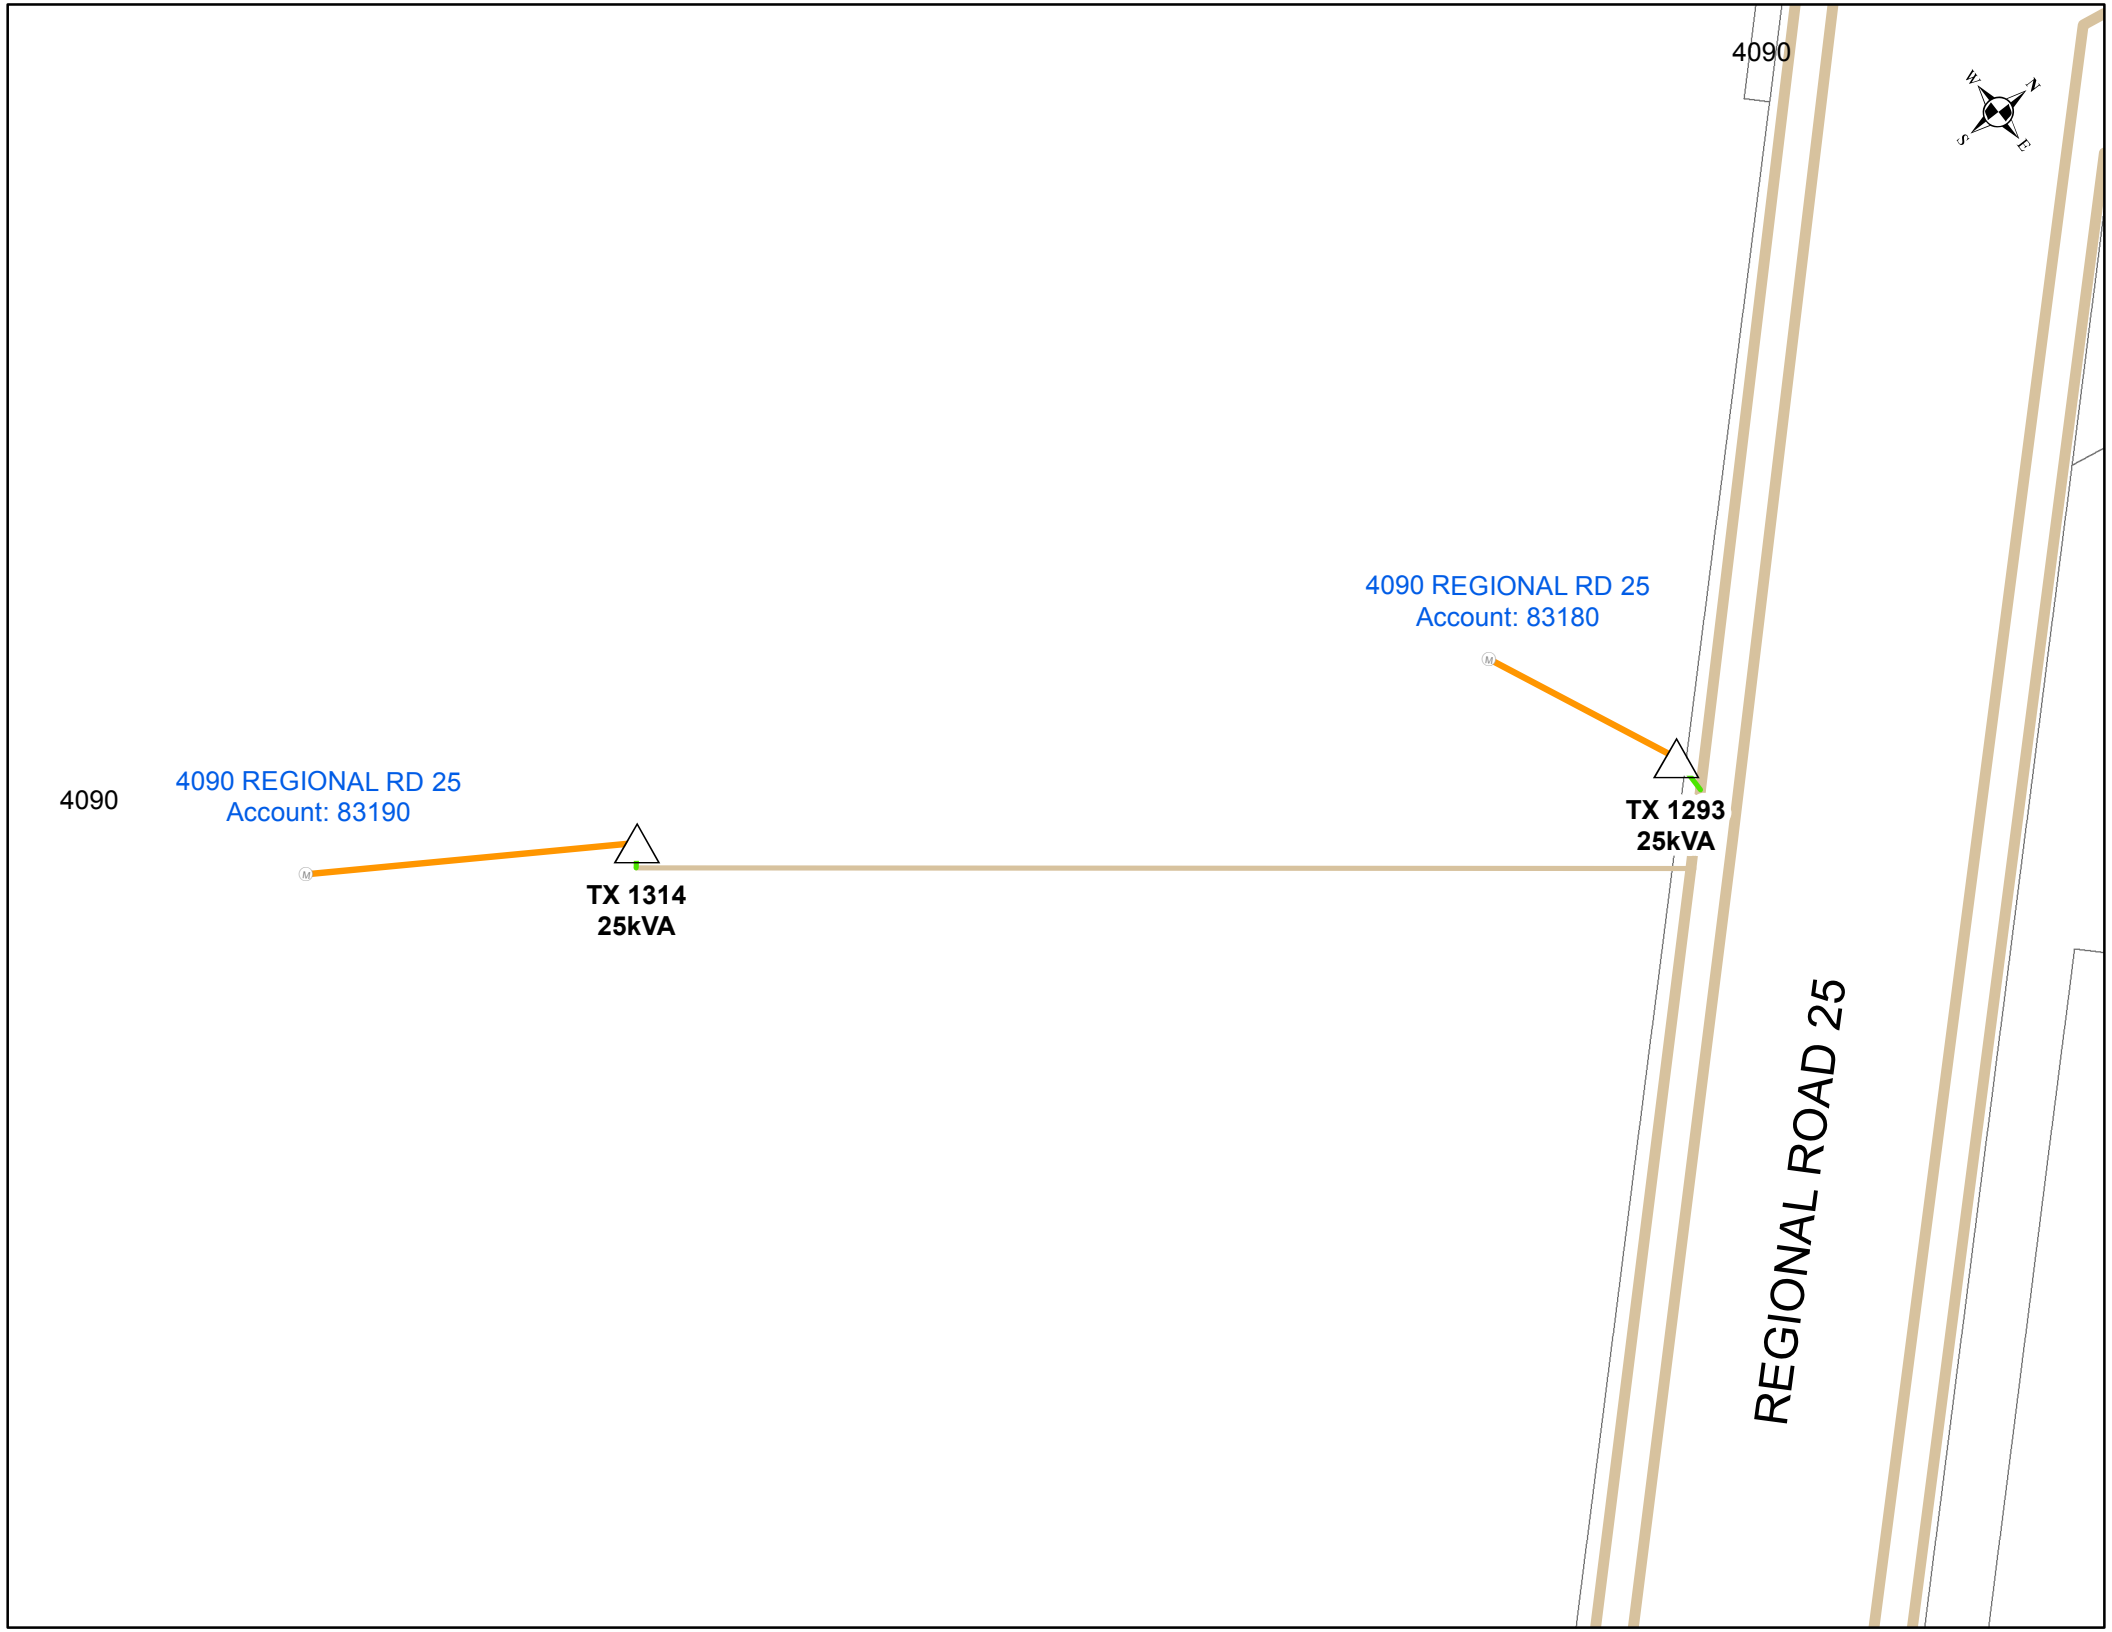 4090
W
N
S
E
4090 REGIONAL RD 25
Account: 83180
M
4090 REGIONAL RD 25
Account: 83190
4090
M
TX 1293
25kVA
TX 1314
25kVA
REGIONAL ROAD 25